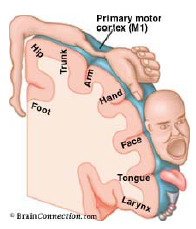 Primary motor
cortex (M1)
Hip
Trunk
Arm
Hand
Foot
Face
Tongue
Larynx
© BrainConnection.com